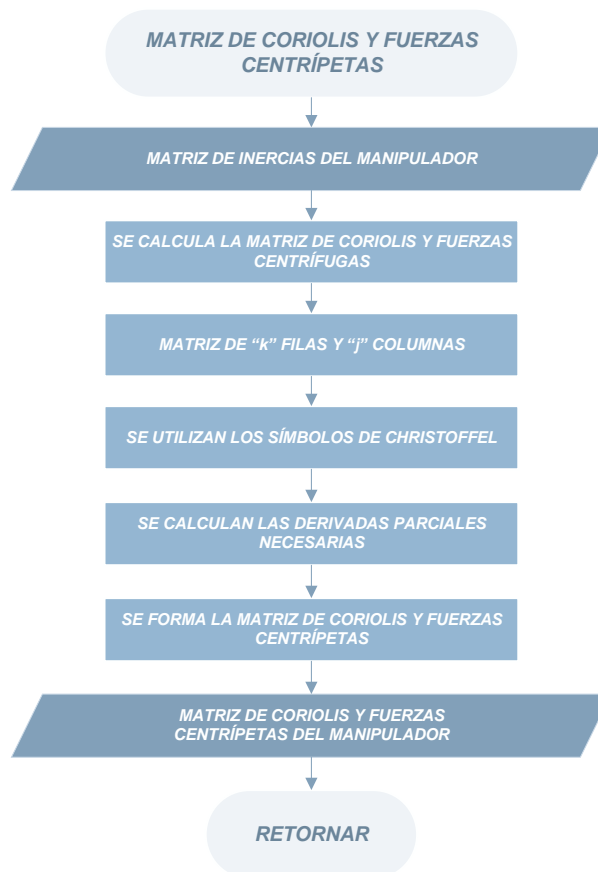 MATRIZ DE CORIOLIS Y FUERZAS
CENTRÍPETAS
MATRIZ DE INERCIAS DEL MANIPULADOR
SE CALCULA LA MATRIZ DE CORIOLIS Y FUERZAS
CENTRÍFUGAS
MATRIZ DE “k” FILAS Y “j” COLUMNAS
SE UTILIZAN LOS SÍMBOLOS DE CHRISTOFFEL
SE CALCULAN LAS DERIVADAS PARCIALES
NECESARIAS
SE FORMA LA MATRIZ DE CORIOLIS Y FUERZAS
CENTRÍPETAS
MATRIZ DE CORIOLIS Y FUERZAS
CENTRÍPETAS DEL MANIPULADOR
RETORNAR